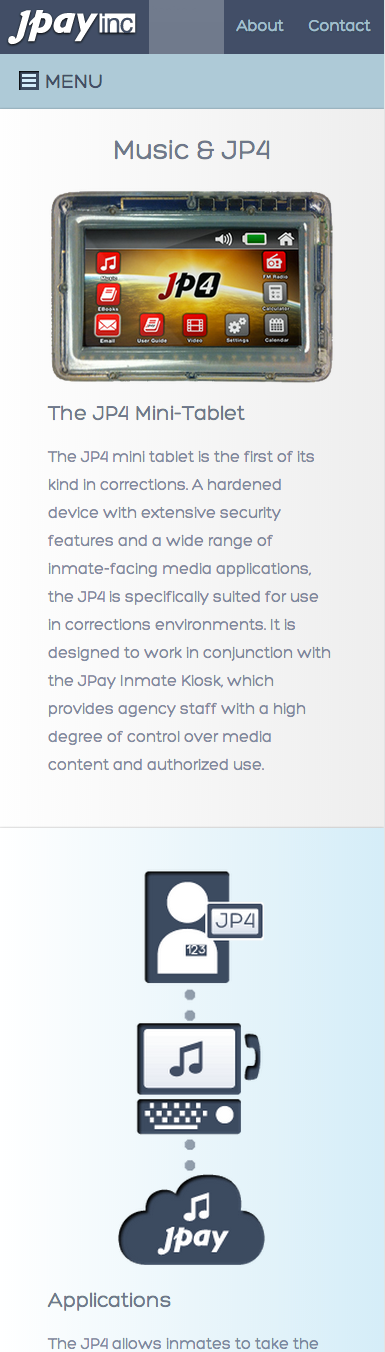 Jpay inc
About Contact
MENU
Music & JP4
Music
FM Radio
JP4
EBooks
Calculator
Email User Guide Video Settings Calendar
The JP4 Mini-Tablet
The JP4 mini tablet is the first of its
kind in corrections. A hardened
device with extensive security
features and a wide range of
inmate-facing media applications,
the JP4 is specifically suited for use
in corrections environments. It is
designed to work in conjunction with
the JPay Inmate Kiosk, which
provides agency staff with a high
degree of control over media
content and authorized use.
JP4
123
Jpay
Applications
The JP4 allows inmates to take the